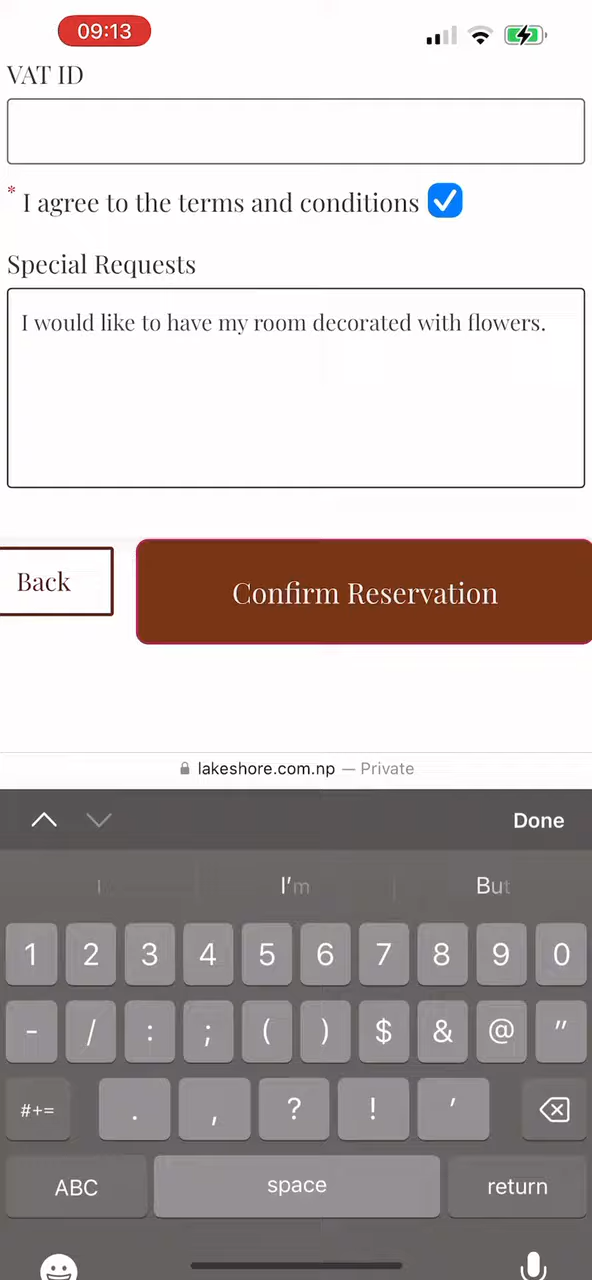 09:13
VAT ID
* I agree to the terms and conditions
Special Requests
I would like to have my room decorated with flowers.
Back
Confirm Reservation
lakeshore.com.np — Private
Done
I I'm But
1 2 3 4 5 6 7 8 9 0
- / : ; ( ) $ & @ "
#+= . , ? ! '
ABC space return